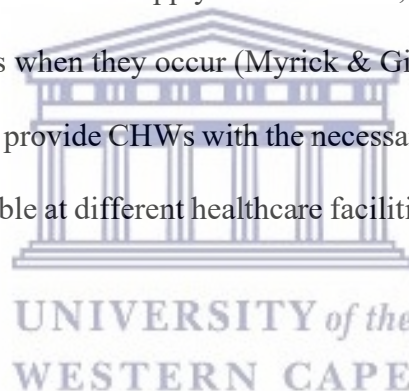 s when they occur (Myrick & Gi
provide CHWs with the necessa
ble at different healthcare faciliti
UNIVERSITY of the
WESTERN CAPE